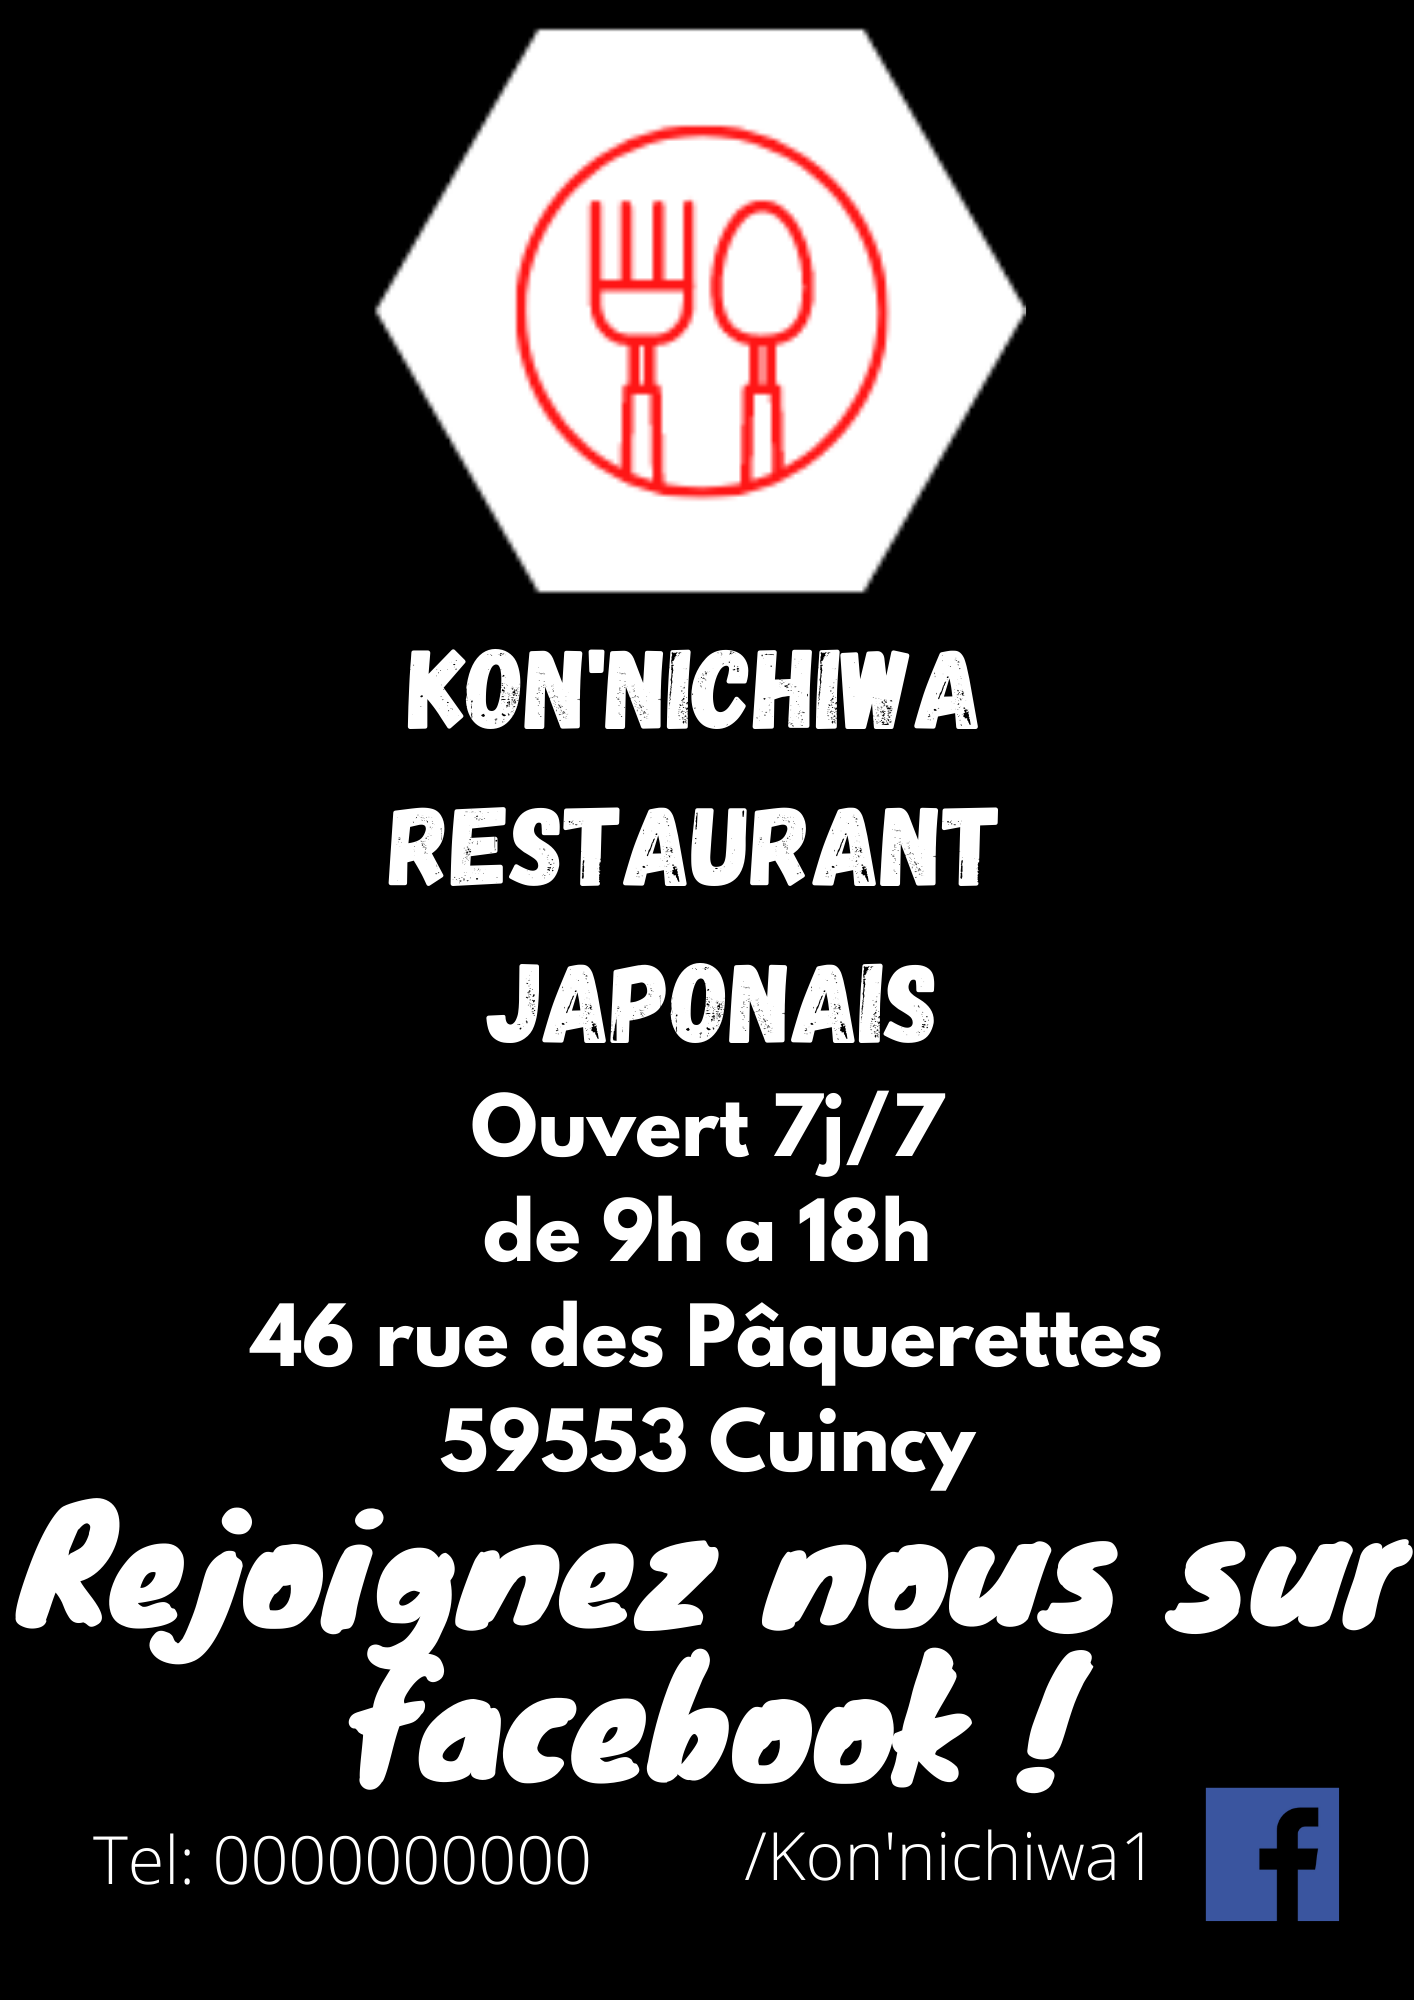 KON'NICHIWA
RESTAURANT
JAPONAIS
Ouvert 7j/7
de 9h a 18h
46 rue des Pâquerettes
59553 Cuincy
Rejoignez nous sur
facebook !
Tel: 0000000000
/Kon'nichiwa1